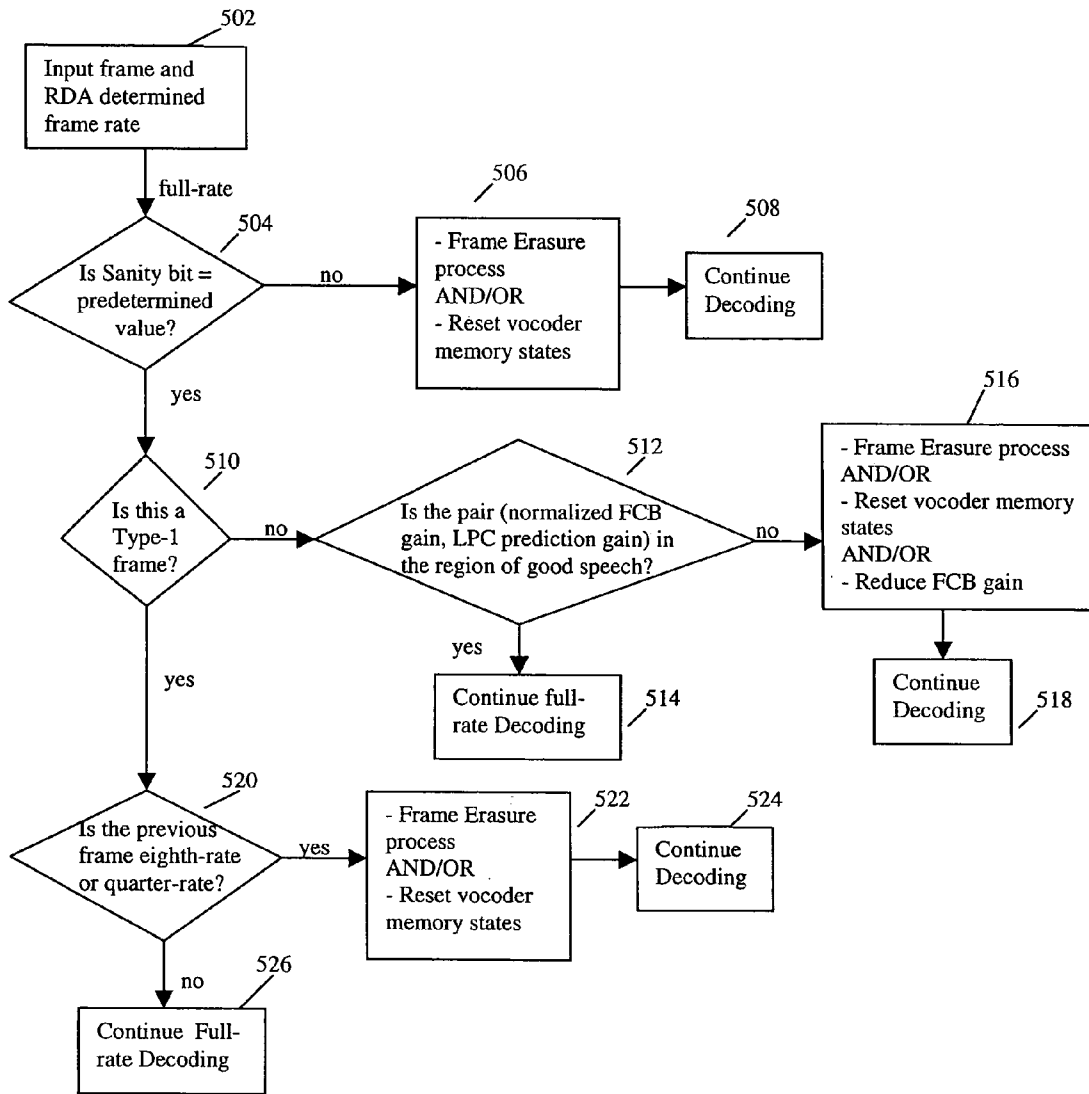 502
Input frame and
RDA determined
frame rate
full-rate
504
Is Sanity bit =
predetermined
value?
no
506
- Frame Erasure
process
AND/OR
- Reset vocoder
memory states
508
Continue
Decoding
yes
510
Is this a
Type-1
frame?
no
512
Is the pair (normalized FCB
gain, LPC prediction gain) in
the region of good speech?
no
516
- Frame Erasure process
AND/OR
- Reset vocoder memory
states
AND/OR
- Reduce FCB gain
yes
Continue full-
rate Decoding
514
Continue
Decoding
518
yes
520
Is the previous
frame eighth-rate
or quarter-rate?
yes
522
- Frame Erasure
process
AND/OR
- Reset vocoder
memory states
524
Continue
Decoding
no
526
Continue Full-
rate Decoding